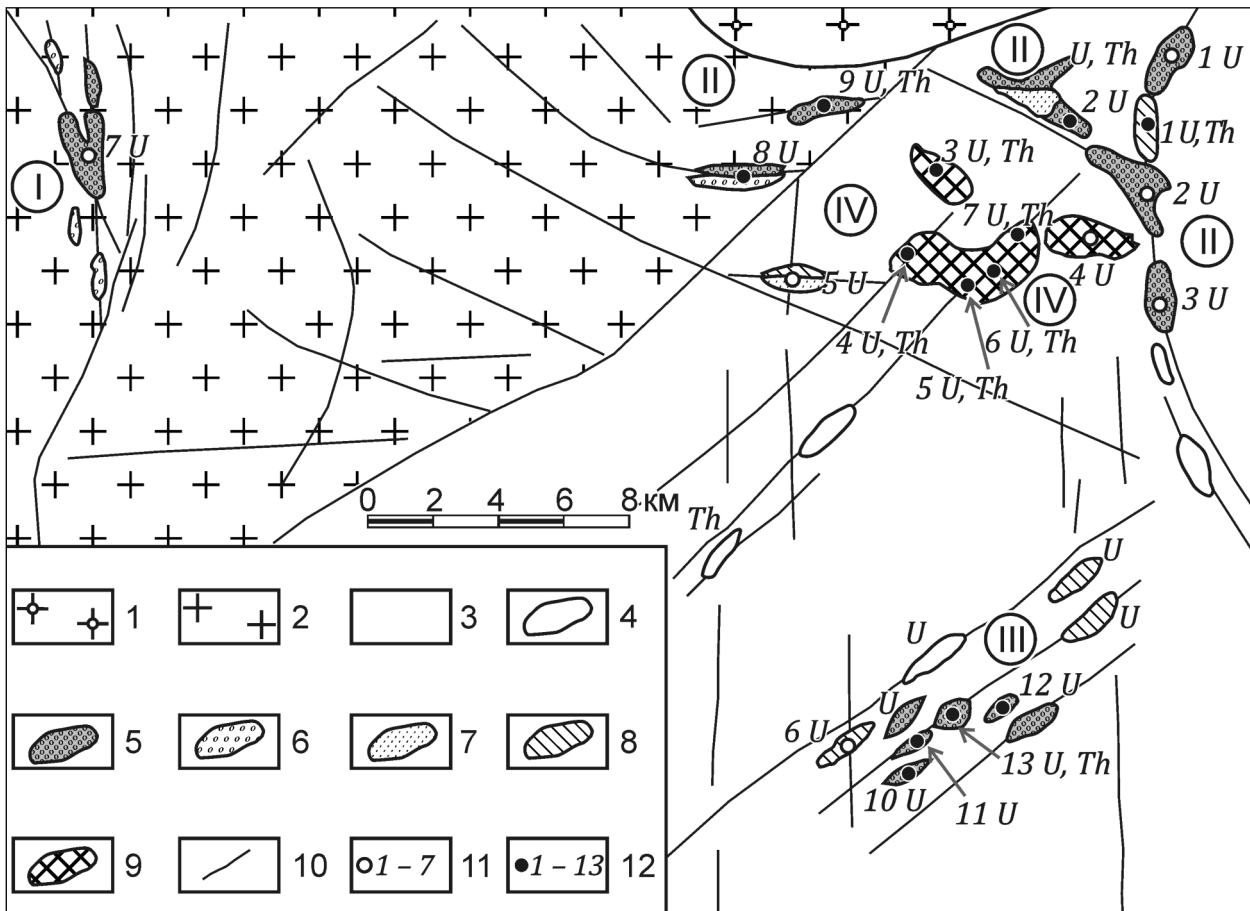 II
II
U, Th
1 U
9 U, Th
2 U
7 U
8 U
3 U, Th
1 U, Th
I
IV
7 U, Th
2 U
II
5 U
4 U
IV
3 U
4 U, Th
6 U, Th
5 U, Th
0 2 4 6 8 км
Th
U
U
U
III
12 U
U
6 U
13 U, Th
10 U
11 U
1
2
3
4
5
6
7
8
9
10
1 – 7 11
1 – 13 12